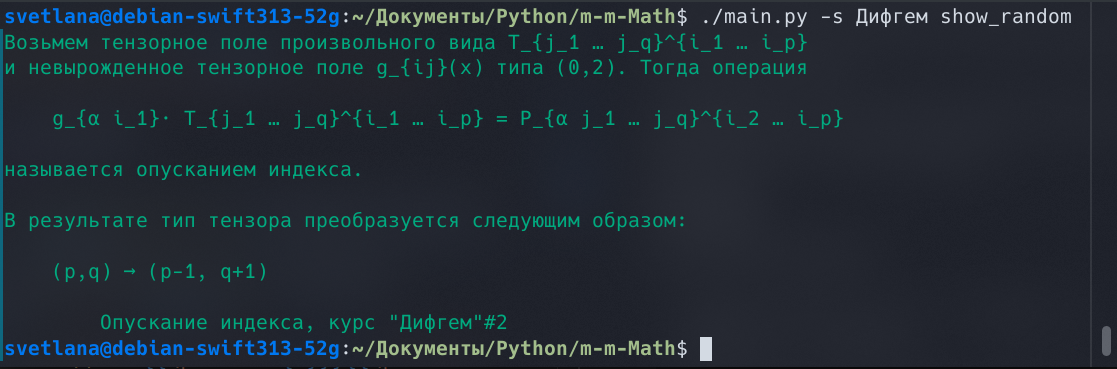 svetlana@debian-swift313-52g:~/Документы/Python/m-m-Math$ ./main.py -s Дифгем show_random
Возьмем тензорное поле произвольного вида T_{j_1 … j_q}^{i_1 … i_p}
и невырожденное тензорное поле g_{ij}(x) типа (0,2). Тогда операция
g_{α i_1}· T_{j_1 … j_q}^{i_1 … i_p} = P_{α j_1 … j_q}^{i_2 … i_p}
называется опусканием индекса.
В результате тип тензора преобразуется следующим образом:
(p,q) → (p-1, q+1)
Опускание индекса, курс "Дифгем"#2
svetlana@debian-swift313-52g:~/Документы/Python/m-m-Math$